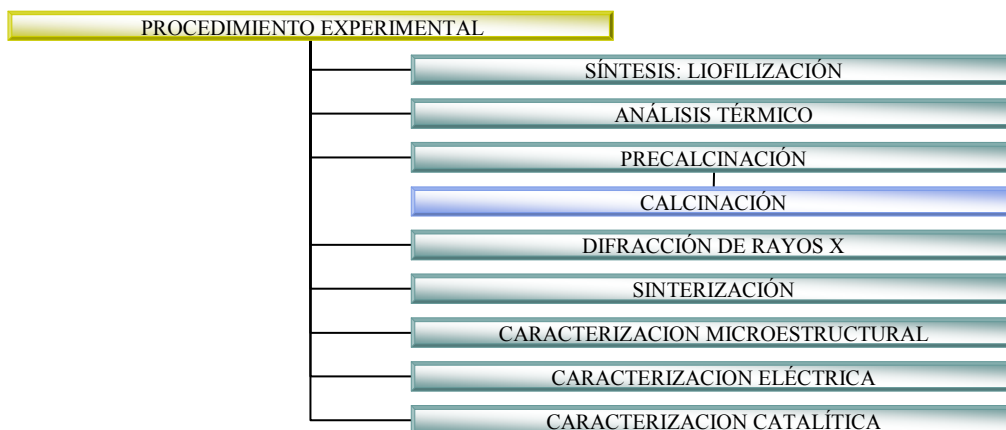 PROCEDIMIENTO EXPERIMENTAL
SÍNTESIS: LIOFILIZACIÓN
ANÁLISIS TÉRMICO
PRECALCINACIÓN
CALCINACIÓN
DIFRACCIÓN DE RAYOS X
SINTERIZACIÓN
CARACTERIZACION MICROESTRUCTURAL
CARACTERIZACION ELÉCTRICA
CARACTERIZACION CATALÍTICA